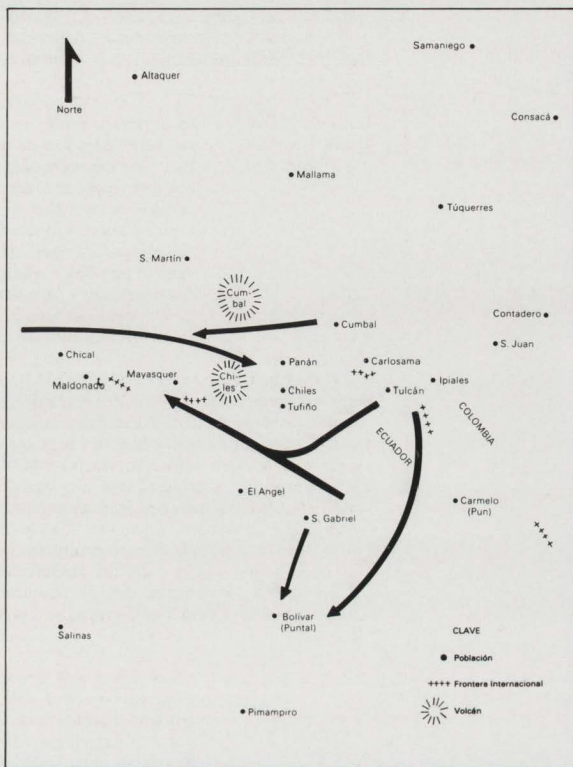 Samaniego
Altaquer
Norte
Consacá
Mallama
Túquerres
S. Martín
Cum-
bal
Cumbal
Contadero
S. Juan
Chical
Panán
Carlosama
Maldonado
Mayasquer
Chi-
les
Chiles
Tulcán
Ipiales
Tufiño
COLOMBIA
ECUADOR
El Angel
S. Gabriel
Carmelo
(Pun)
Bolívar
(Puntal)
Salinas
CLAVE
Población
++++ Frontera Internacional
Volcán
Pimampiro